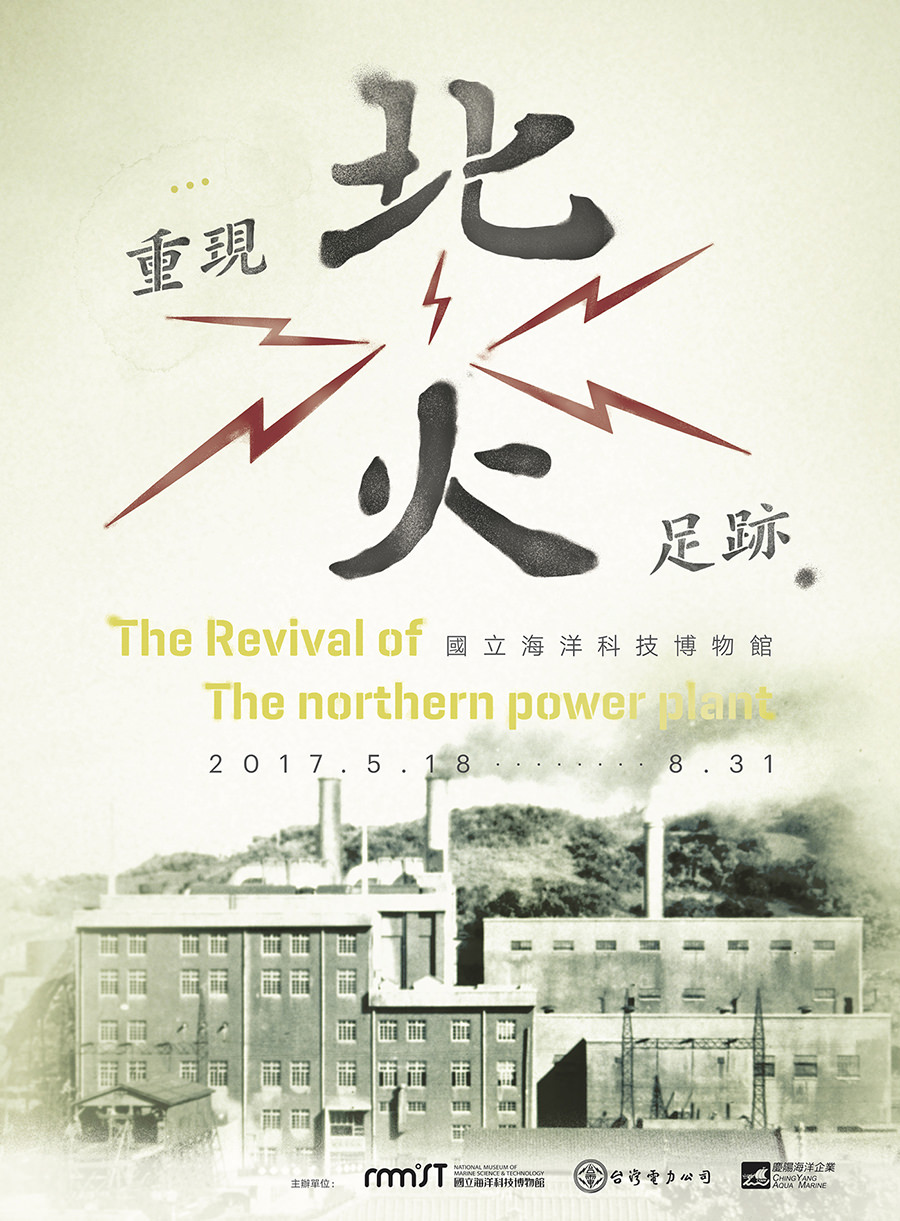 重現
北
火
足跡
The Revival of
國立海洋科技博物館
The northern power plant
2017.5.18 ········ 8.31
主辦單位：
nmmST
NATIONAL MUSEUM OF
MARINE SCIENCE & TECHNOLOGY
國立海洋科技博物館
台灣電力公司
慶陽海洋企業
CHINGYANG
AQUA MARINE